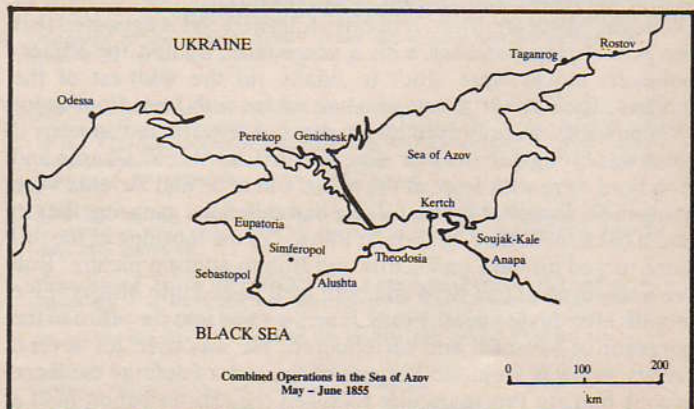 UKRAINE
Rostov
Taganrog
Odessa
Perekop
Genichesk
Sea of Azov
Kertch
Eupatoria
Soujak-Kale
Simferopol
Theodosia
Anapa
Sebastopol
Alushta
BLACK SEA
Combined Operations in the Sea of Azov
May – June 1855
0 100 200
km